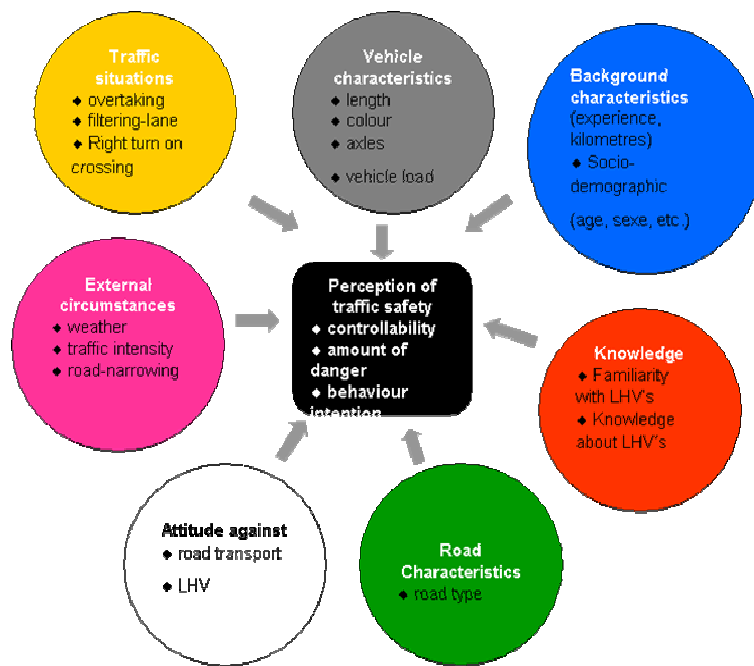 Traffic
situations
◆ overtaking
◆ filtering-lane
◆ Right turn on
crossing
Vehicle
characteristics
◆ length
◆ colour
◆ axles
◆ vehicle load
Background
characteristics
(experience,
kilometres)
◆ Socio-
demographic
(age, sexe, etc.)
External
circumstances
◆ weather
◆ traffic intensity
◆ road-narrowing
Perception of
traffic safety
◆ controllability
◆ amount of
danger
◆ behaviour
intention
Knowledge
◆ Familiarity
with LHV's
◆ Knowledge
about LHV's
Attitude against
◆ road transport
◆ LHV
Road
Characteristics
◆ road type